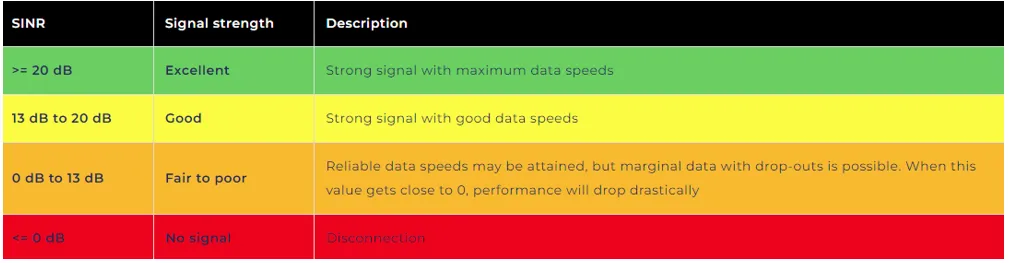 SINR Signal strength Description
>= 20 dB Excellent Strong signal with maximum data speeds
13 dB to 20 dB Good Strong signal with good data speeds
0 dB to 13 dB Fair to poor Reliable data speeds may be attained, but marginal data with drop-outs is possible. When this
value gets close to 0, performance will drop drastically
<= 0 dB No signal Disconnection